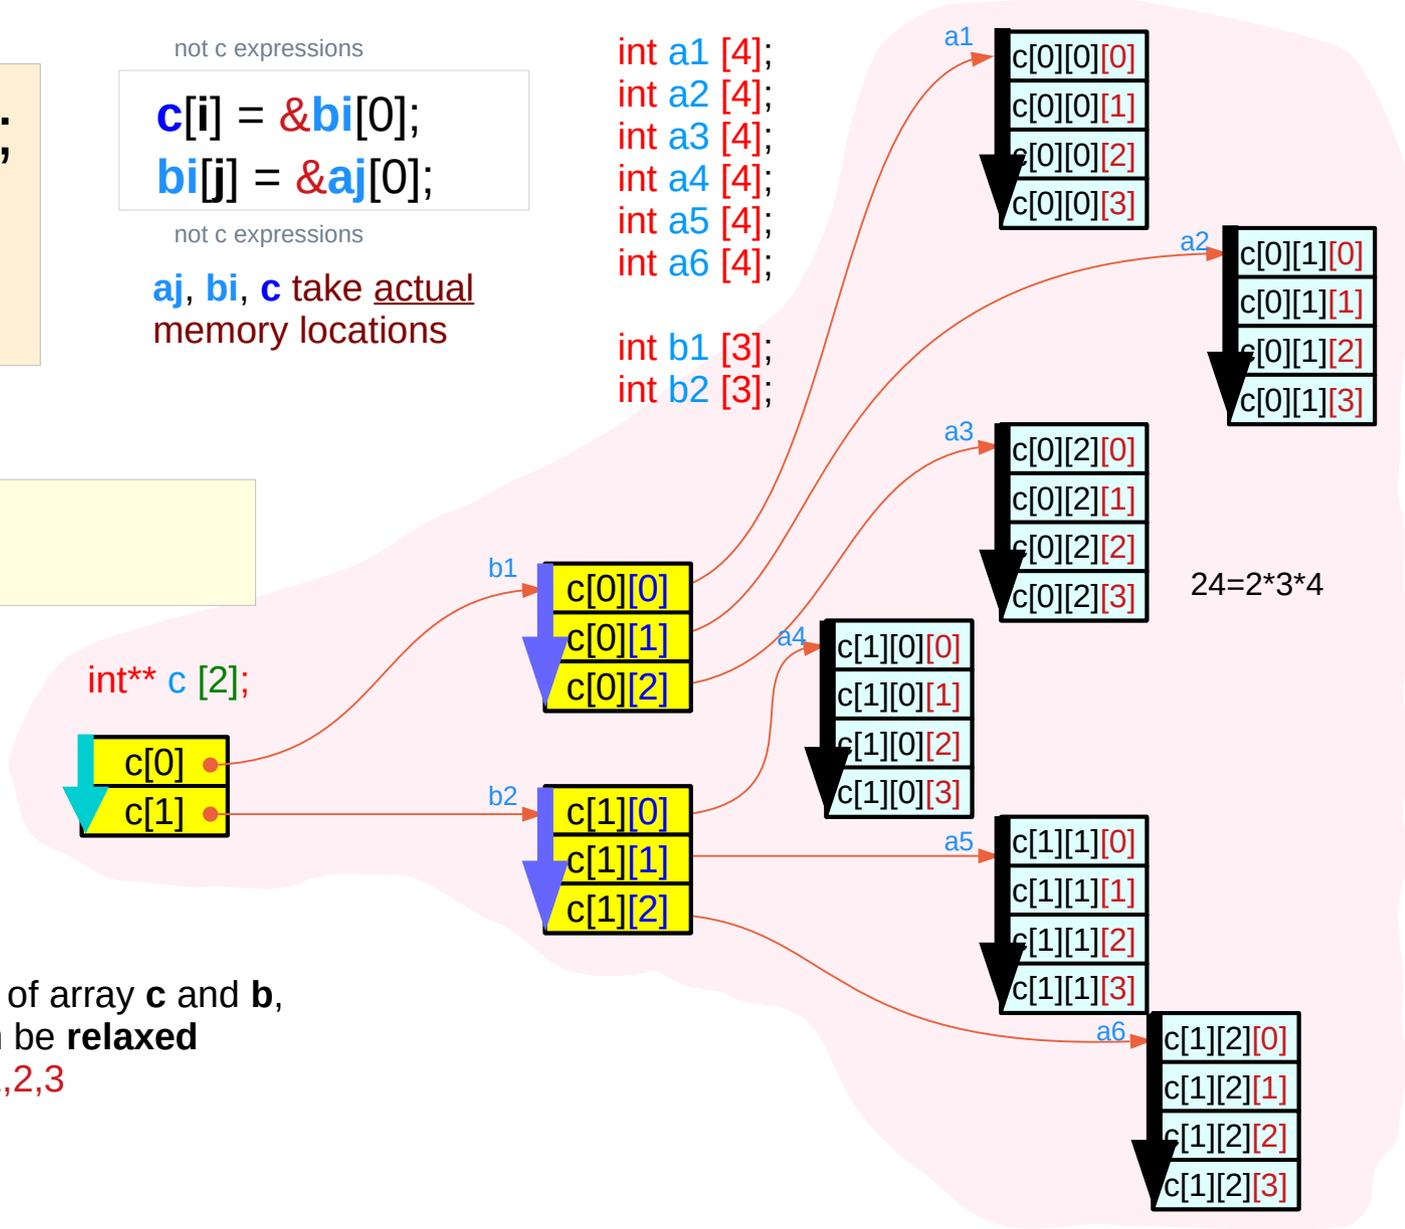 not c expressions
;
c[i] = &bi[0];
bi[j] = &aj[0];
not c expressions
aj, bi, c take actual
memory locations
int a1 [4];
int a2 [4];
int a3 [4];
int a4 [4];
int a5 [4];
int a6 [4];
int b1 [3];
int b2 [3];
int** c [2];
c[0]
c[1]
b1
c[0][0]
c[0][1]
c[0][2]
b2
c[1][0]
c[1][1]
c[1][2]
a1
c[0][0][0]
c[0][0][1]
c[0][0][2]
c[0][0][3]
a2
c[0][1][0]
c[0][1][1]
c[0][1][2]
c[0][1][3]
a3
c[0][2][0]
c[0][2][1]
c[0][2][2]
c[0][2][3]
24=2*3*4
a4
c[1][0][0]
c[1][0][1]
c[1][0][2]
c[1][0][3]
a5
c[1][1][0]
c[1][1][1]
c[1][1][2]
c[1][1][3]
a6
c[1][2][0]
c[1][2][1]
c[1][2][2]
c[1][2][3]
of array c and b,
be relaxed
,2,3